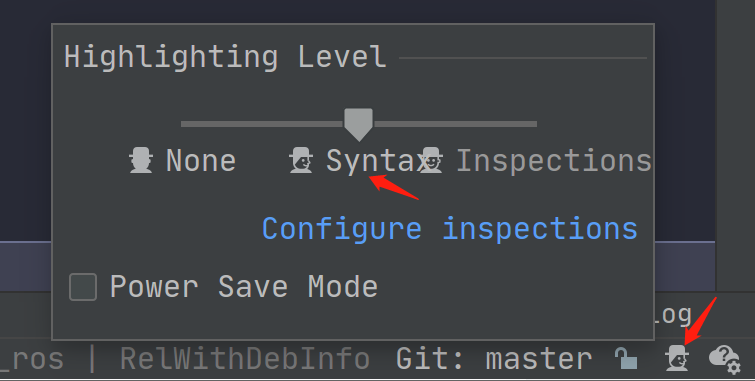 Highlighting Level
None Syntax Inspections
Configure inspections
Power Save Mode
Log
_ros | RelWithDebInfo Git: master